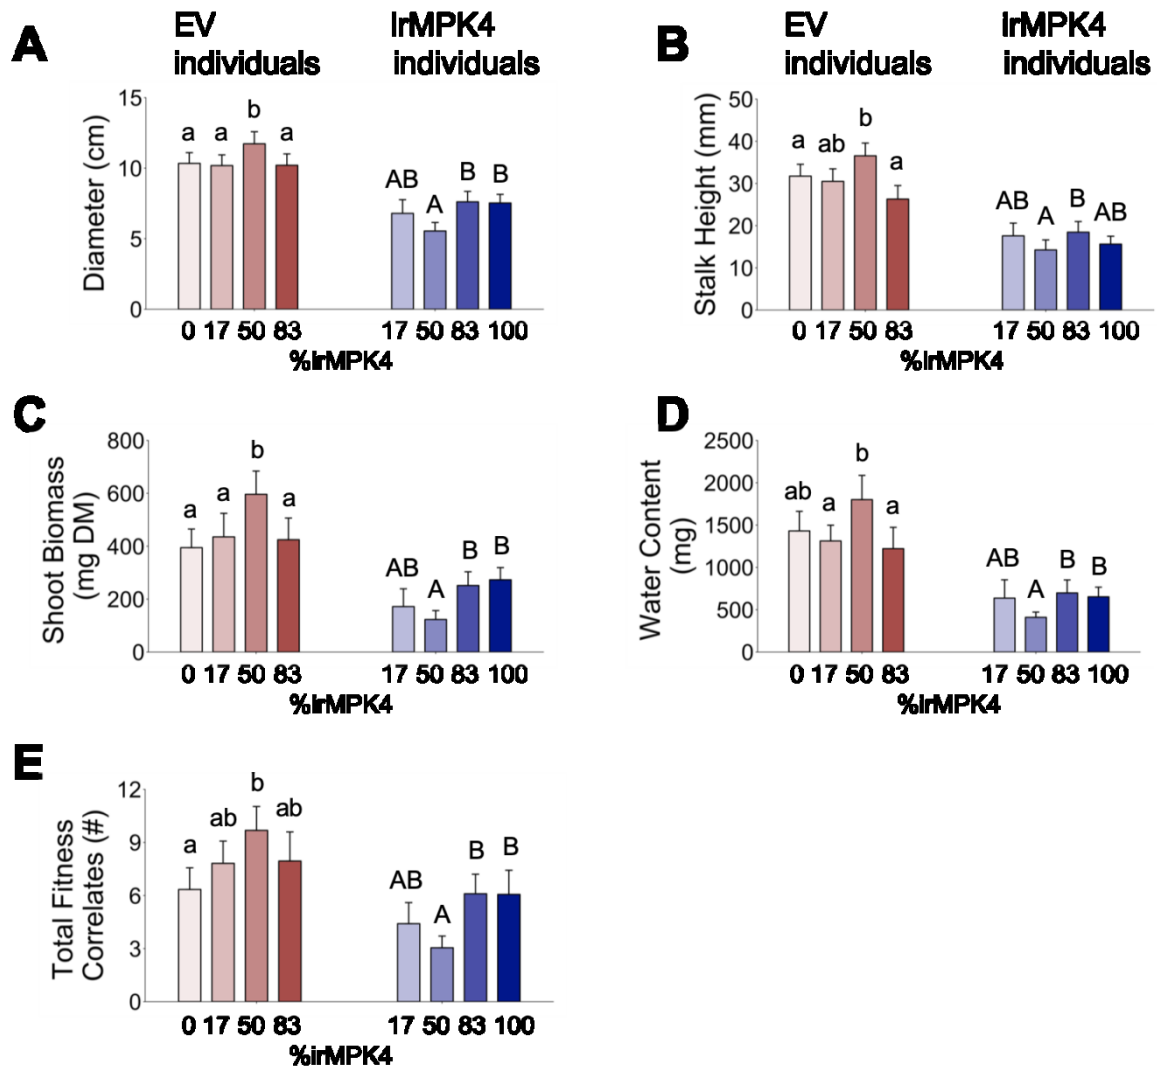 A
EV individuals
IrMPK4 individuals
15
10
5
0
Diameter (cm)
a a b a
AB A B B
0 17 50 83
17 50 83 100
%IrMPK4
B
EV individuals
irMPK4 individuals
50
40
30
20
10
0
Stalk Height (mm)
a ab b a
AB A B AB
0 17 50 83
17 50 83 100
%IrMPK4
C
800
600
400
200
0
Shoot Biomass
(mg DM)
a a b a
AB A B B
0 17 50 83
17 50 83 100
%IrMPK4
D
2500
2000
1500
1000
500
0
Water Content
(mg)
ab a b a
AB A B B
0 17 50 83
17 50 83 100
%IrMPK4
E
12
9
6
3
0
Total Fitness
Correlates (#)
a ab b ab
AB A B B
0 17 50 83
17 50 83 100
%irMPK4